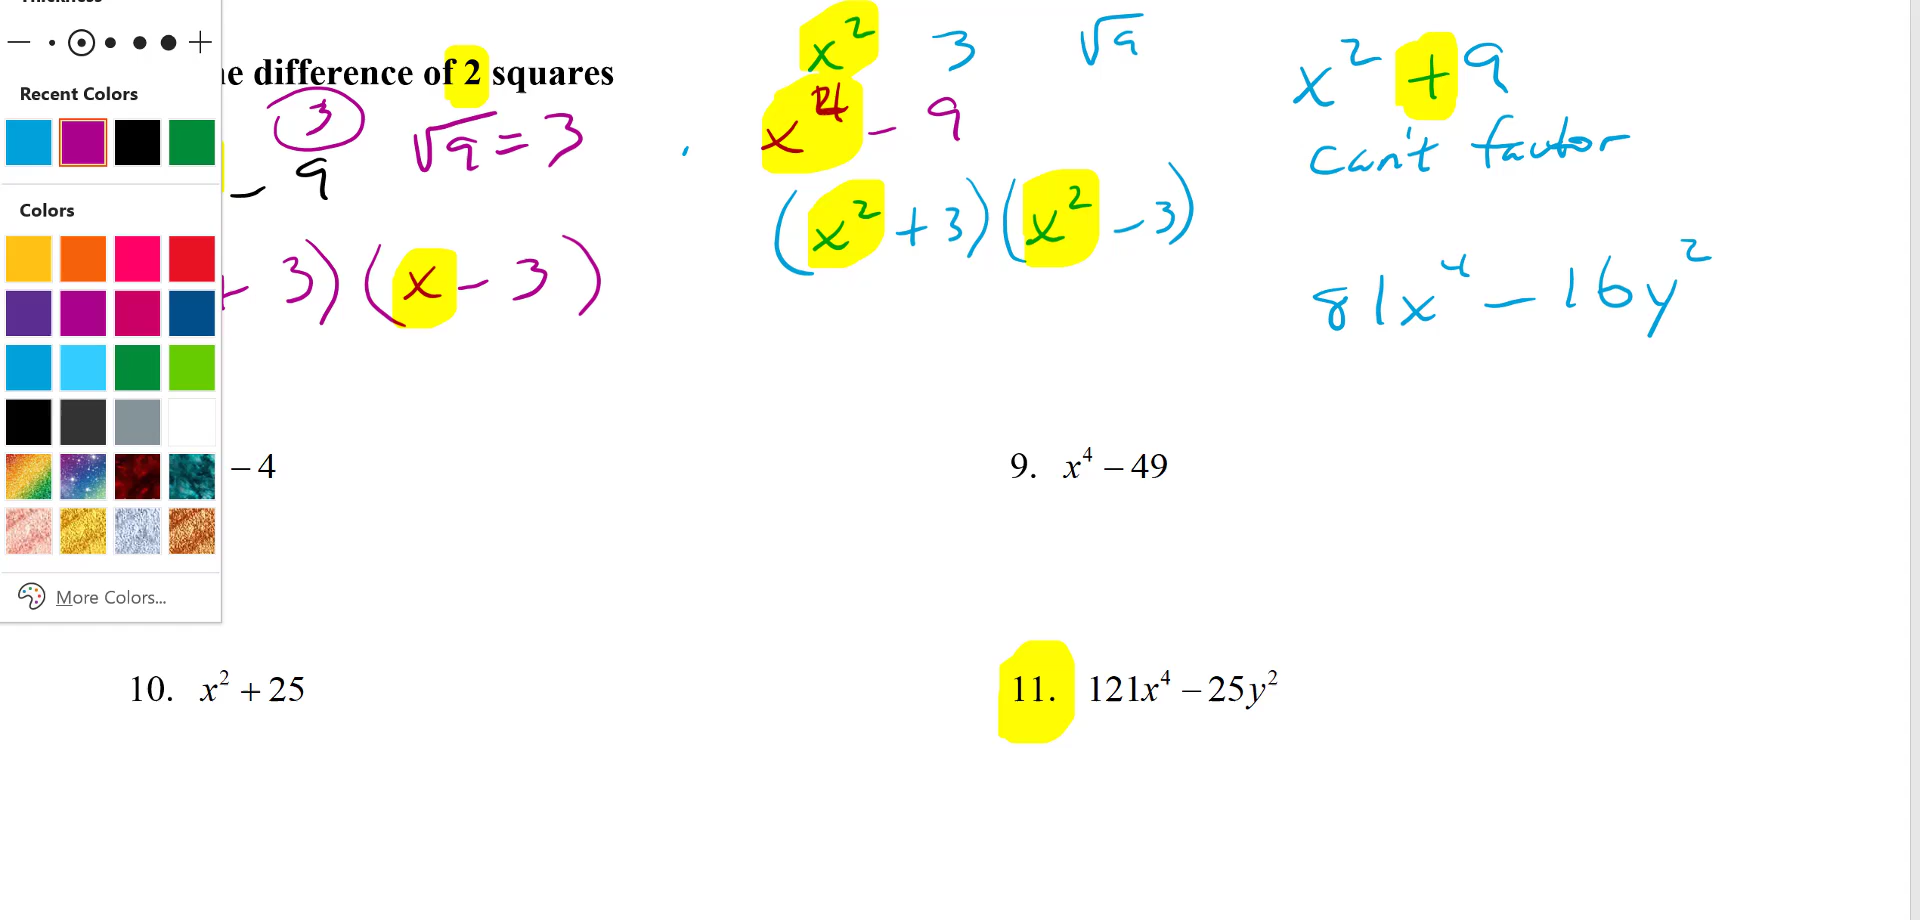 Recent Colors
Colors
More Colors...
difference of 2 squares
3 √9 = 3
− 9
3) (x − 3)
x² 3 √9
x⁴ − 9
(x² + 3)(x² − 3)
x² + 9
can't factor
81x⁴ − 16y²
− 4
9. x⁴ − 49
10. x² + 25
11. 121x⁴ − 25y²